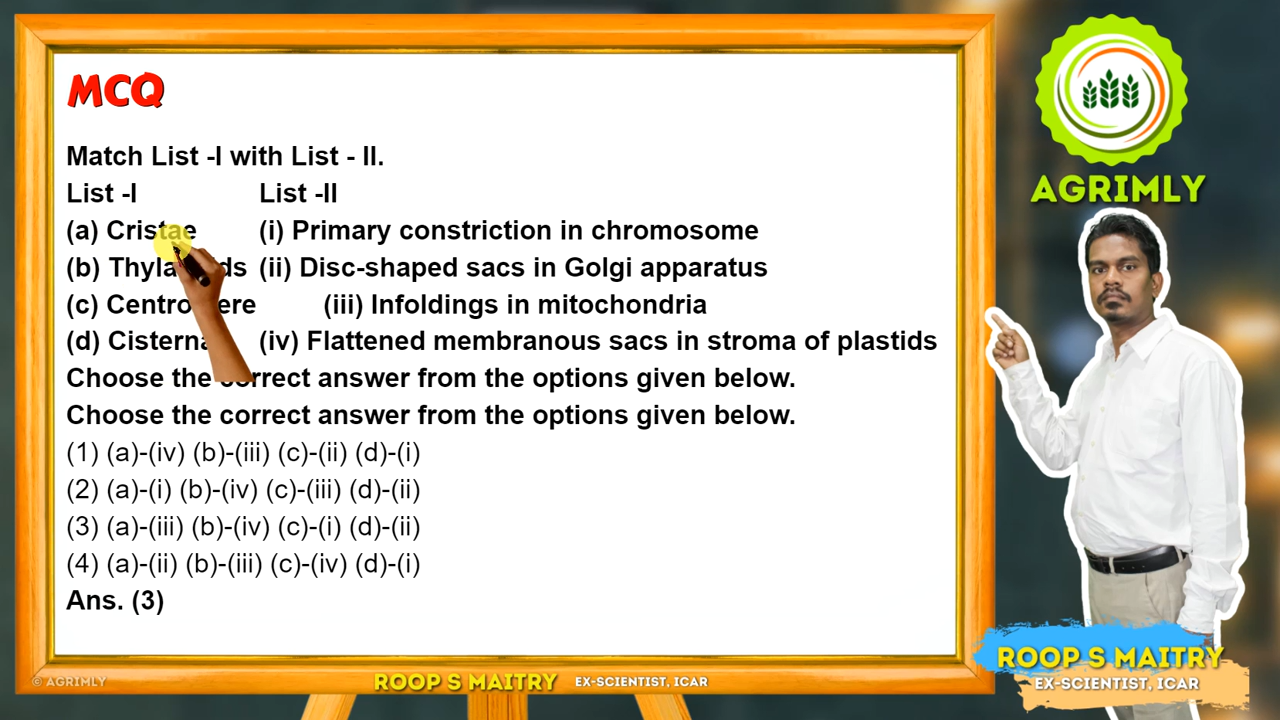 MCQ
Match List -I with List - II.
List -I List -II
(a) Cristae (i) Primary constriction in chromosome
(b) (ii) Disc-shaped sacs in Golgi apparatus
(c) (iii) Infoldings in mitochondria
(d) (iv) Flattened membranous sacs in stroma of plastids
Choose the correct answer from the options given below.
Choose the correct answer from the options given below.
(1) (a)-(iv) (b)-(iii) (c)-(ii) (d)-(i)
(2) (a)-(i) (b)-(iv) (c)-(iii) (d)-(ii)
(3) (a)-(iii) (b)-(iv) (c)-(i) (d)-(ii)
(4) (a)-(ii) (b)-(iii) (c)-(iv) (d)-(i)
Ans. (3)
© AGRIMLY
ROOP S MAITRY EX-SCIENTIST, ICAR
AGRIMLY
ROOP S MAITRY
EX-SCIENTIST, ICAR